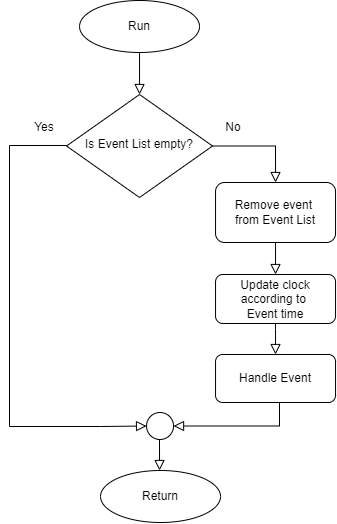 Run
Is Event List empty?
Yes
No
Remove event
from Event List
Update clock
according to
Event time
Handle Event
Return